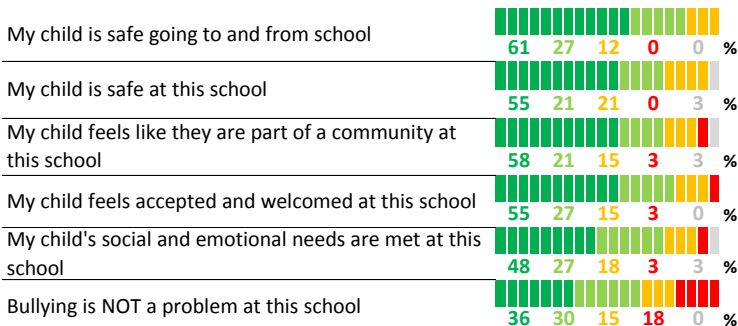 My child is safe going to and from school
61 27 12 0 0 %
My child is safe at this school
55 21 21 0 3 %
My child feels like they are part of a community at
this school
58 21 15 3 3 %
My child feels accepted and welcomed at this school
55 27 15 3 0 %
My child's social and emotional needs are met at this
school
48 27 18 3 3 %
Bullying is NOT a problem at this school
36 30 15 18 0 %